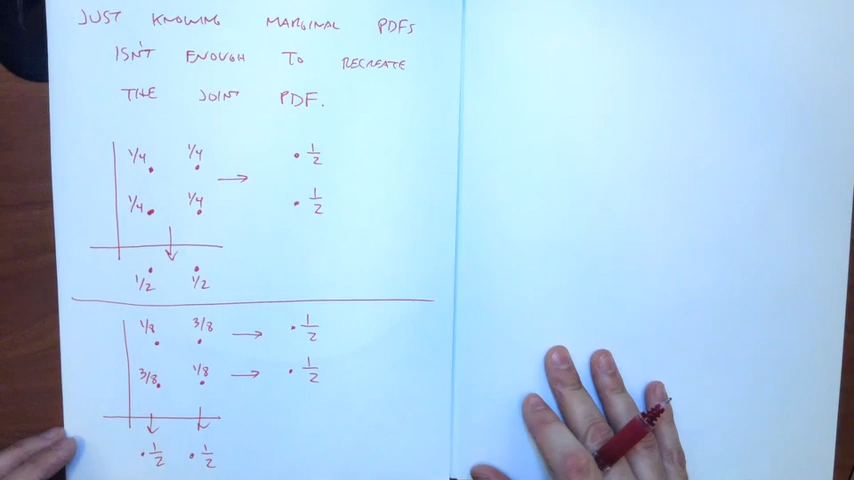 JUST KNOWING MARGINAL PDFS
ISN'T ENOUGH TO RECREATE
THE JOINT PDF.
1/4 1/4 → • 1/2
1/4 1/4 • 1/2
1/2 1/2
1/8 3/8 → • 1/2
3/8 1/8 → • 1/2
• 1/2 • 1/2